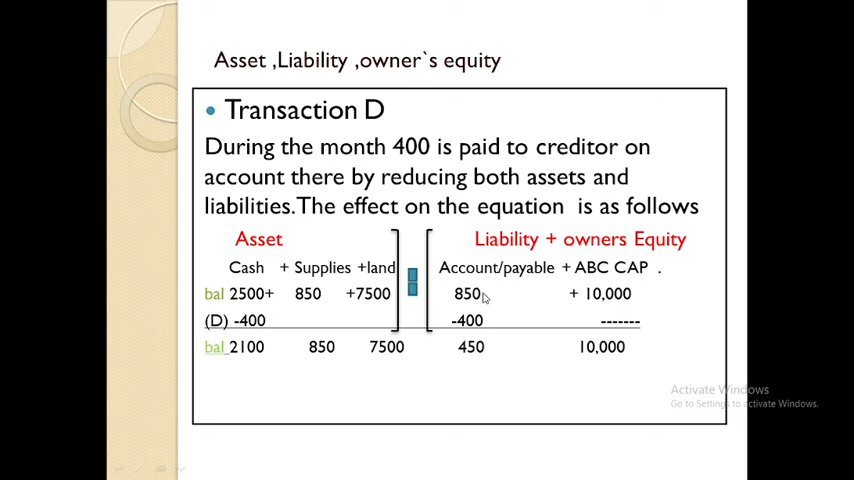 Asset ,Liability ,owner`s equity
Transaction D
During the month 400 is paid to creditor on
account there by reducing both assets and
liabilities.The effect on the equation is as follows
Asset Liability + owners Equity
Cash + Supplies +land Account/payable + ABC CAP .
bal 2500+ 850 +7500 850 + 10,000
(D) -400 -400 -------
bal 2100 850 7500 450 10,000
Activate Windows
Go to Settings to activate Windows.